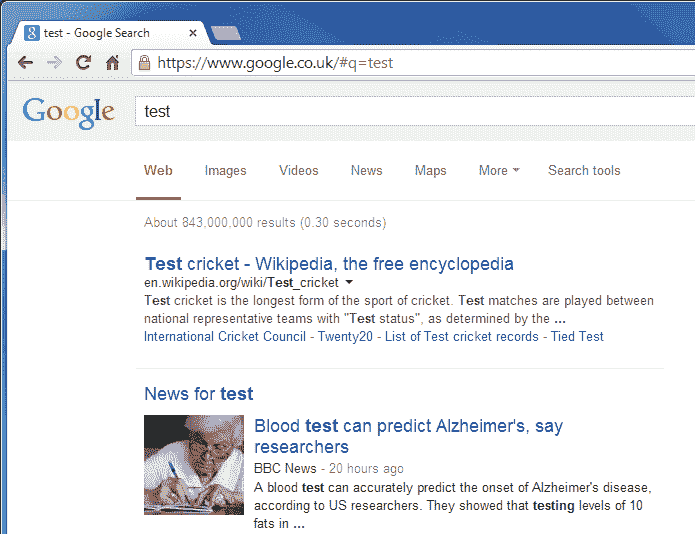 test - Google Search
https://www.google.co.uk/#q=test
Google
test
Web Images Videos News Maps More Search tools
About 843,000,000 results (0.30 seconds)
Test cricket - Wikipedia, the free encyclopedia
en.wikipedia.org/wiki/Test_cricket
Test cricket is the longest form of the sport of cricket. Test matches are played between
national representative teams with "Test status", as determined by the ...
International Cricket Council - Twenty20 - List of Test cricket records - Tied Test
News for test
Blood test can predict Alzheimer's, say
researchers
BBC News - 20 hours ago
A blood test can accurately predict the onset of Alzheimer's disease,
according to US researchers. They showed that testing levels of 10
fats in ...